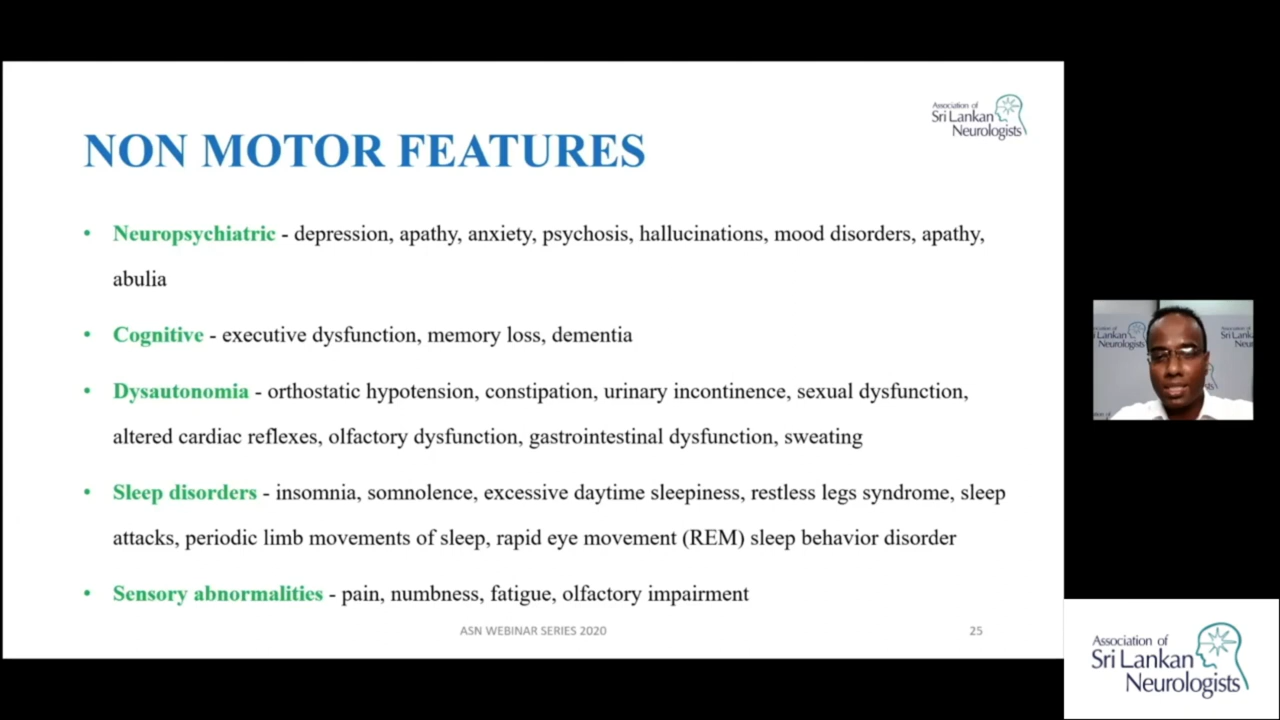 Association of
Sri Lankan
Neurologists
NON MOTOR FEATURES
• Neuropsychiatric - depression, apathy, anxiety, psychosis, hallucinations, mood disorders, apathy,
abulia
• Cognitive - executive dysfunction, memory loss, dementia
• Dysautonomia - orthostatic hypotension, constipation, urinary incontinence, sexual dysfunction,
altered cardiac reflexes, olfactory dysfunction, gastrointestinal dysfunction, sweating
• Sleep disorders - insomnia, somnolence, excessive daytime sleepiness, restless legs syndrome, sleep
attacks, periodic limb movements of sleep, rapid eye movement (REM) sleep behavior disorder
• Sensory abnormalities - pain, numbness, fatigue, olfactory impairment
ASN WEBINAR SERIES 2020
25
Lankan
Neurologists
Sri
Association of
Sri Lankan
Neurologists